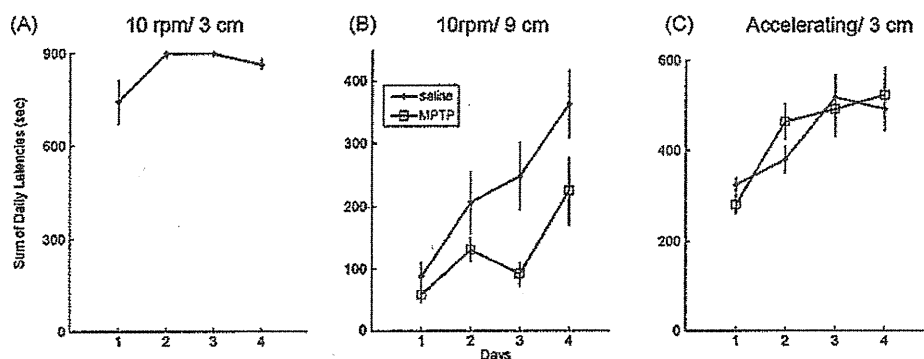 (A) 10 rpm/ 3 cm
Sum of Daily Latencies (sec)
900
600
300
0
1 2 3 4
(B) 10rpm/ 9 cm
saline
MPTP
400
300
200
100
0
1 2 3 4
Days
(C) Accelerating/ 3 cm
600
400
200
0
1 2 3 4